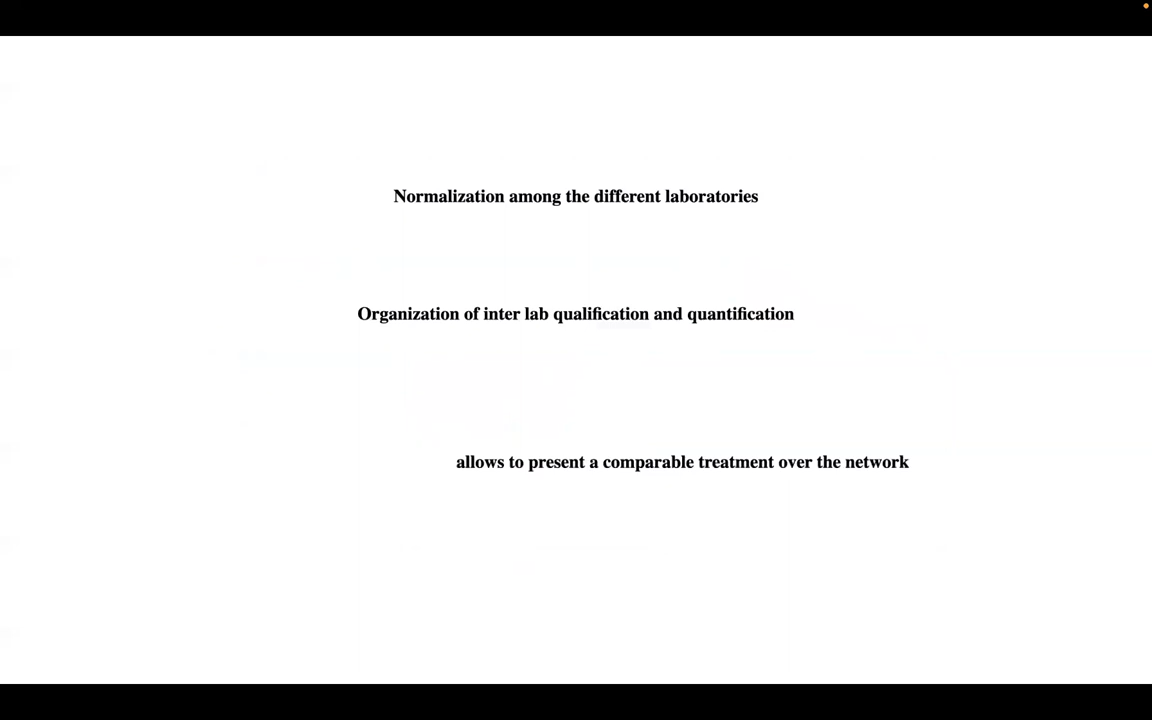 Normalization among the different laboratories
Organization of inter lab qualification and quantification
allows to present a comparable treatment over the network